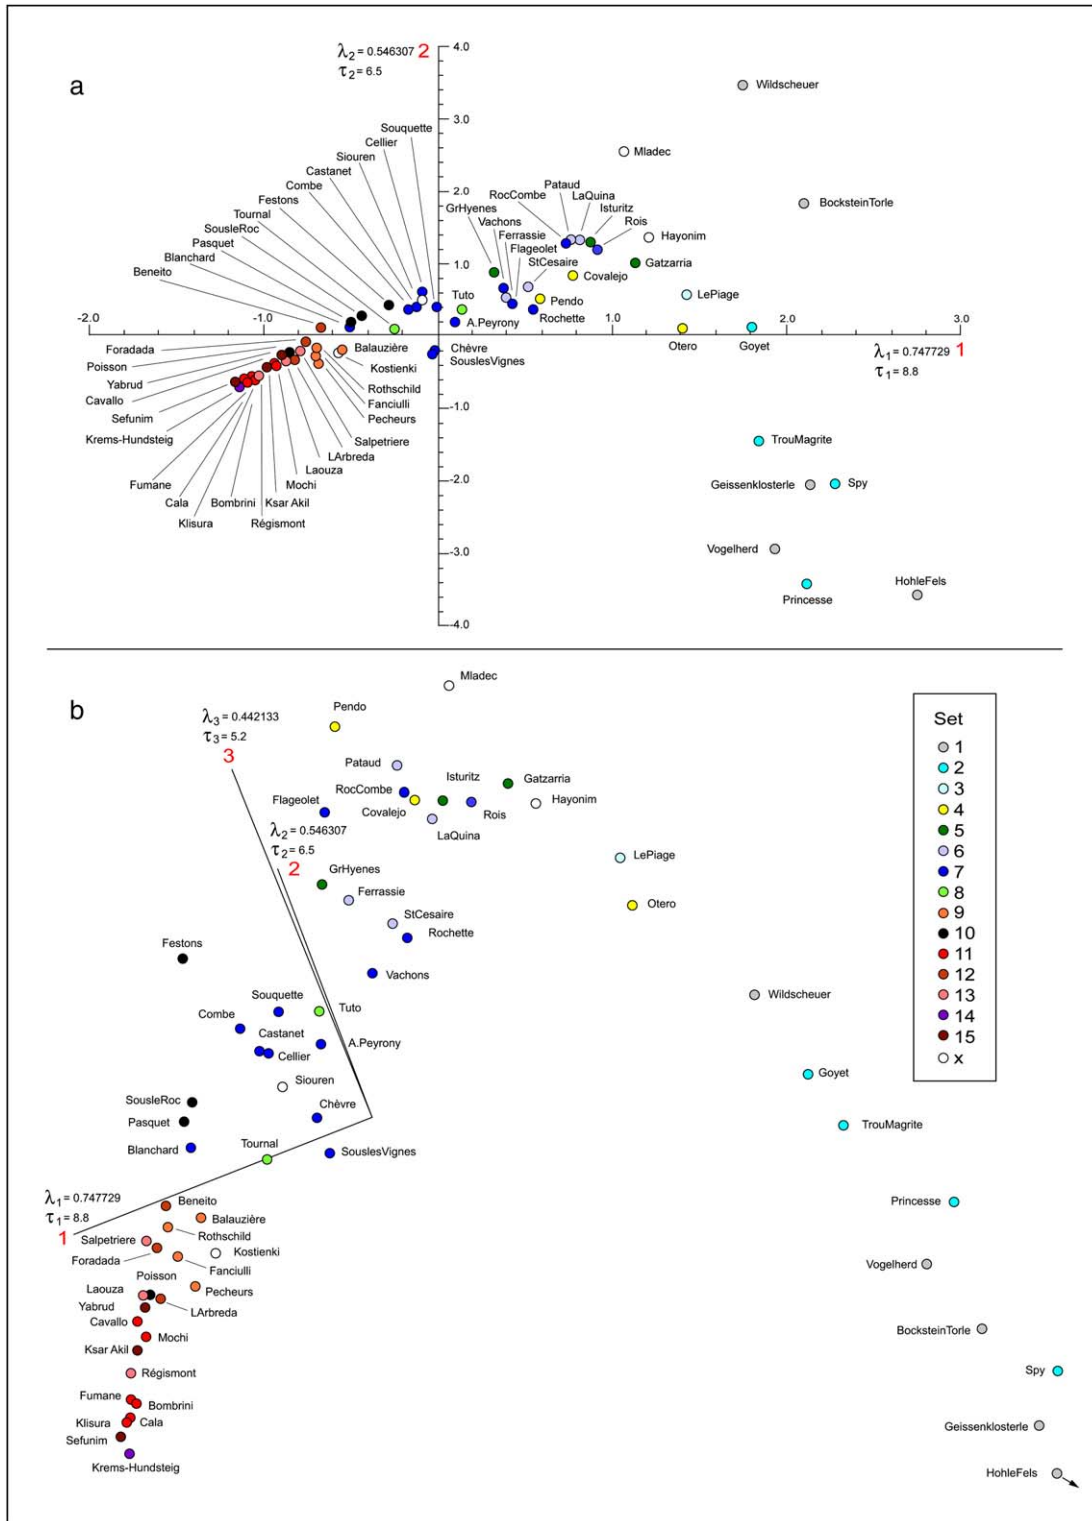 a
λ2 = 0.546307 2
τ2 = 6.5
4.0
Wildscheuer
3.0
Souquette
Cellier
Siouren
Castanet
Combe
Festons
Tournal
SousleRoc
Pasquet
Blanchard
Beneito
Mladec
2.0
Pataud
LaQuina
RocCombe
Isturitz
GrHyenes
Rois
Vachons
Ferrassie
Flageolet
StCesaire
BocksteinTorle
Hayonim
Gatzarria
1.0
Covalejo
Tuto
Pendo
LePiage
A.Peyrony
Rochette
-2.0
-1.0
1.0
2.0
3.0
Otero
Goyet
λ1 = 0.747729 1
τ1 = 8.8
Foradada
Poisson
Yabrud
Cavallo
Sefunim
Krems-Hundsteig
Fumane
Cala
Klisura
Bombrini
Régismont
Ksar Akil
Mochi
Laouza
LArbreda
Salpetriere
Pecheurs
Fanciulli
Rothschild
Kostienki
Balauzière
Chèvre
SouslesVignes
-1.0
TrouMagrite
-2.0
Geissenklosterle
Spy
-3.0
Vogelherd
HohleFels
Princesse
-4.0
b
Mladec
λ3 = 0.442133
τ3 = 5.2
3
Pendo
Pataud
Isturitz
Gatzarria
RocCombe
Hayonim
Flageolet
Covalejo
Rois
LaQuina
λ2 = 0.546307
τ2 = 6.5
2
LePiage
GrHyenes
Ferrassie
Otero
StCesaire
Rochette
Festons
Vachons
Wildscheuer
Souquette
Tuto
Combe
Castanet
A.Peyrony
Cellier
Goyet
Siouren
SousleRoc
Chèvre
Pasquet
TrouMagrite
Blanchard
Tournal
SouslesVignes
λ1 = 0.747729
τ1 = 8.8
1
Beneito
Princesse
Balauzière
Rothschild
Salpetriere
Kostienki
Foradada
Fanciulli
Vogelherd
Poisson
Laouza
Pecheurs
Yabrud
LArbreda
Cavallo
Mochi
BocksteinTorle
Ksar Akil
Régismont
Spy
Fumane
Bombrini
Klisura
Cala
Geissenklosterle
Sefunim
Krems-Hundsteig
HohleFels
Set
1
2
3
4
5
6
7
8
9
10
11
12
13
14
15
x